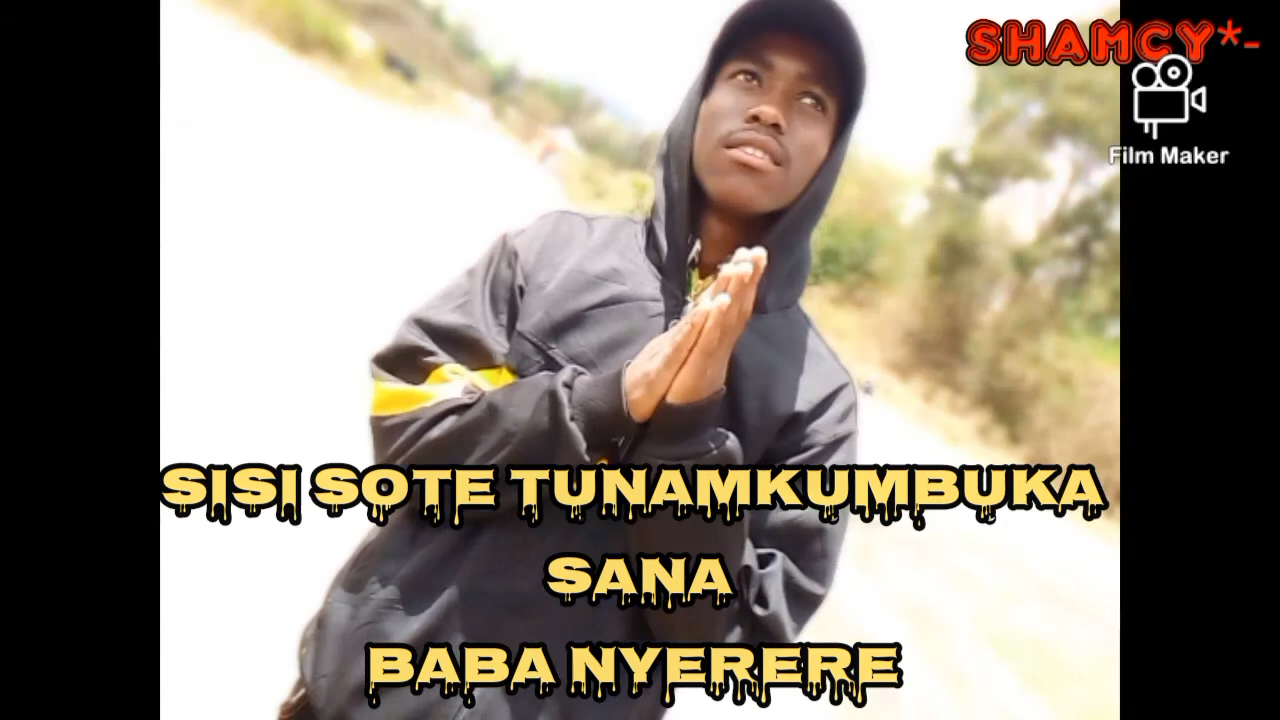 SHAMCY*-
Film Maker
SISI SOTE TUNAMKUMBUKA
SANA
BABA NYERERE